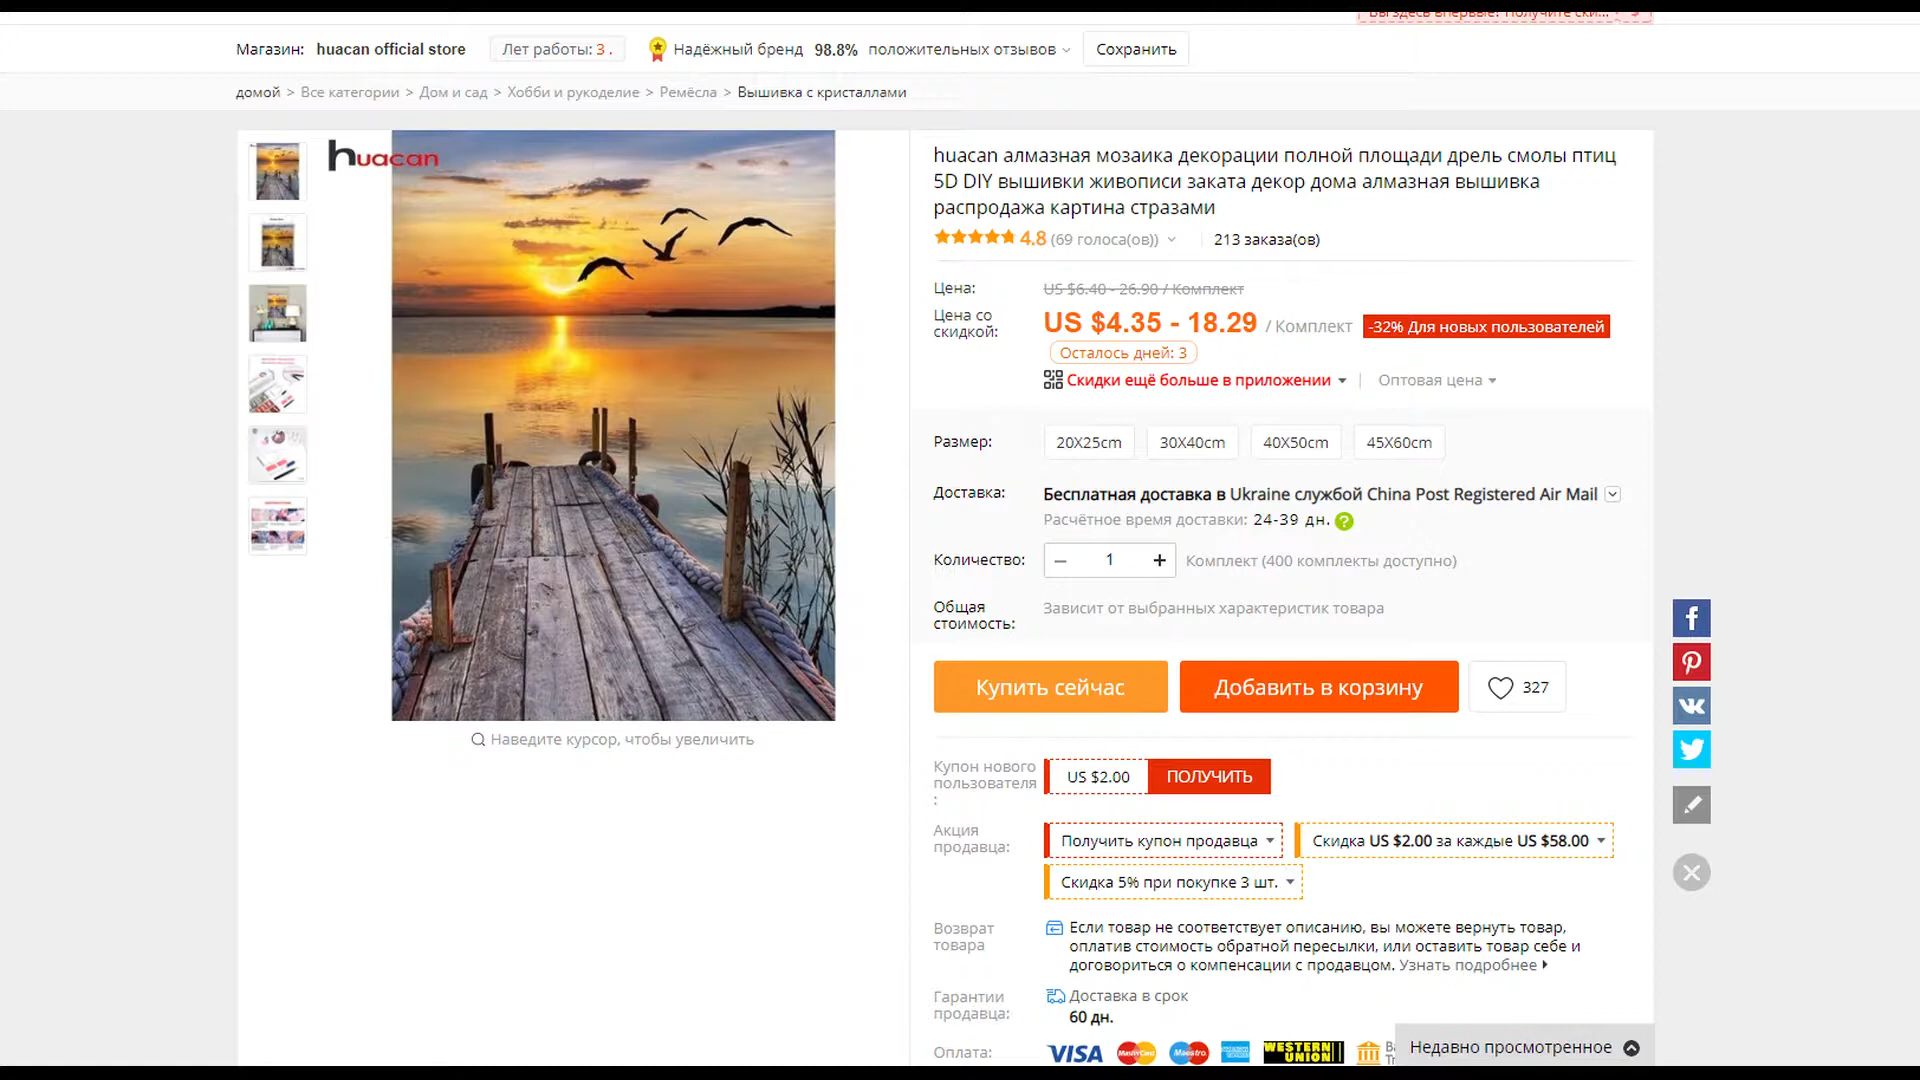 Вы здесь впервые? Получите ски...
Магазин: huacan official store Лет работы: 3 . Надёжный бренд 98.8% положительных отзывов Сохранить
домой > Все категории > Дом и сад > Хобби и рукоделие > Ремёсла > Вышивка с кристаллами
huacan
huacan алмазная мозаика декорации полной площади дрель смолы птиц
5D DIY вышивки живописи заката декор дома алмазная вышивка
распродажа картина стразами
4.8 (69 голоса(ов)) 213 заказа(ов)
Цена: US $6.40 - 26.90 / Комплект
Цена со скидкой: US $4.35 - 18.29 / Комплект -32% Для новых пользователей
Осталось дней: 3
Скидки ещё больше в приложении | Оптовая цена
Размер: 20X25cm 30X40cm 40X50cm 45X60cm
Доставка: Бесплатная доставка в Ukraine службой China Post Registered Air Mail
Расчётное время доставки: 24-39 дн. ?
Количество: − 1 + Комплект (400 комплекты доступно)
Общая стоимость: Зависит от выбранных характеристик товара
Купить сейчас Добавить в корзину 327
Наведите курсор, чтобы увеличить
Купон нового пользователя : US $2.00 ПОЛУЧИТЬ
Акция продавца: Получить купон продавца Скидка US $2.00 за каждые US $58.00
Скидка 5% при покупке 3 шт.
Возврат товара Если товар не соответствует описанию, вы можете вернуть товар,
оплатив стоимость обратной пересылки, или оставить товар себе и
договориться о компенсации с продавцом. Узнать подробнее
Гарантии продавца: Доставка в срок
60 дн.
Оплата: VISA MasterCard Maestro WESTERN UNION
Недавно просмотренное